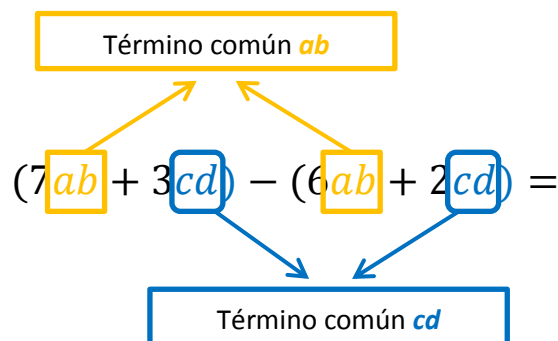 Término común ab
(7ab + 3cd) − (6ab + 2cd) =
Término común cd